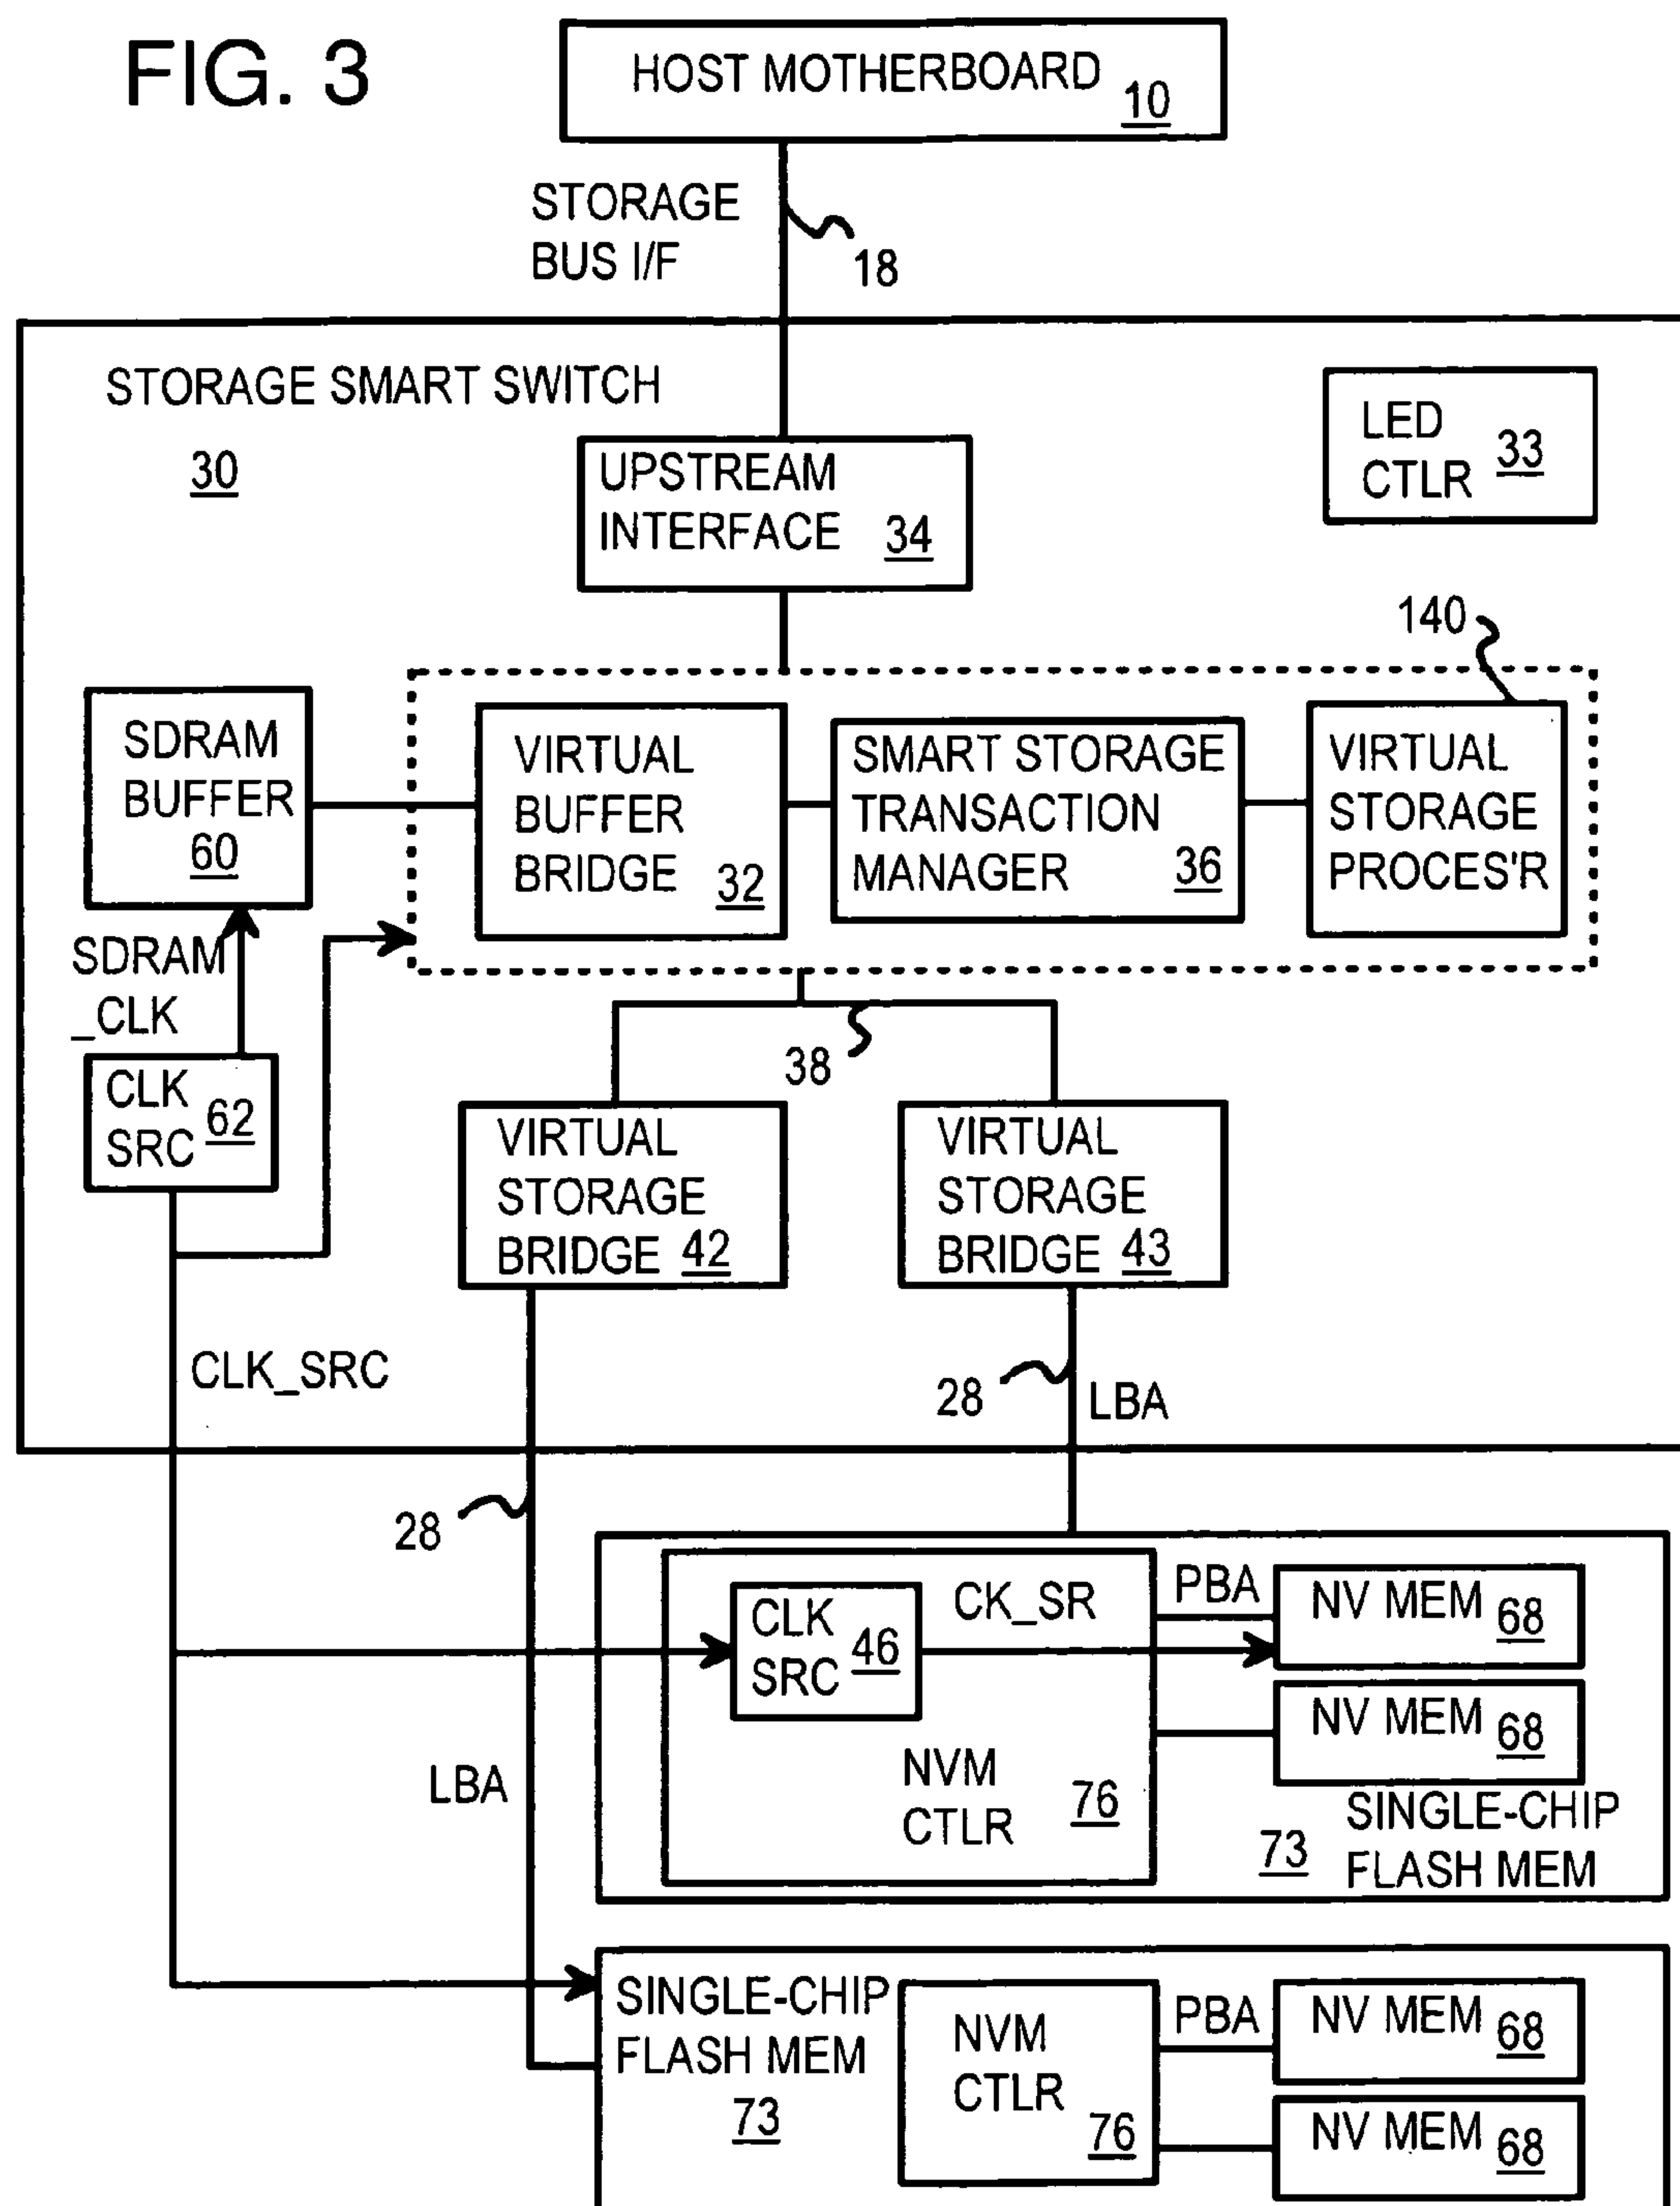 FIG. 3
HOST MOTHERBOARD
10
STORAGE
BUS I/F
18
STORAGE SMART SWITCH
30
LED
CTLR 33
UPSTREAM
INTERFACE 34
140
SDRAM
BUFFER
60
VIRTUAL
BUFFER
BRIDGE 32
SMART STORAGE
TRANSACTION
MANAGER 36
VIRTUAL
STORAGE
PROCES'R
SDRAM
_CLK
38
CLK
SRC 62
VIRTUAL
STORAGE
BRIDGE 42
VIRTUAL
STORAGE
BRIDGE 43
CLK_SRC
28
LBA
28
CLK
SRC 46
CK_SR
PBA
NV MEM 68
NV MEM 68
NVM
CTLR 76
SINGLE-CHIP
FLASH MEM
73
LBA
SINGLE-CHIP
FLASH MEM
73
NVM
CTLR
76
PBA
NV MEM 68
NV MEM 68